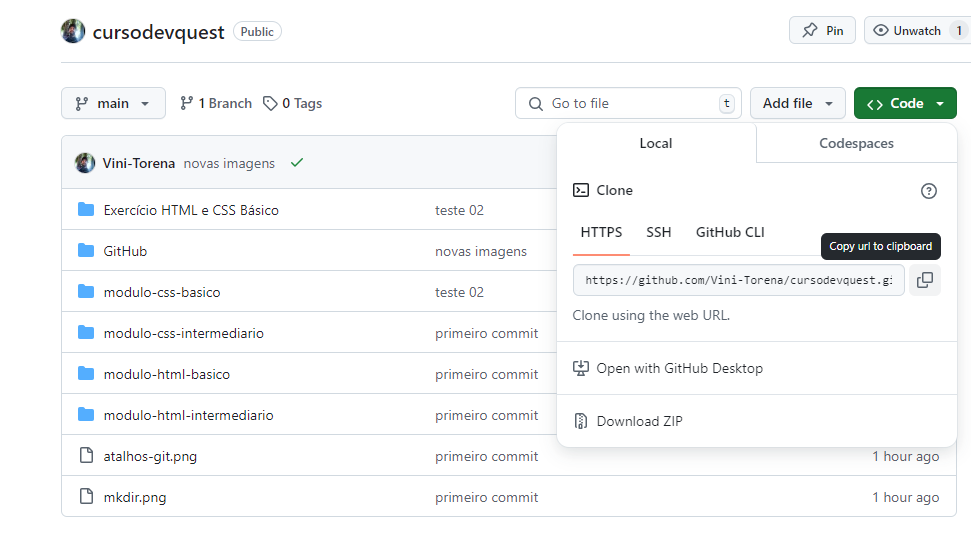 cursodevquest Public Pin Unwatch 1
main 1 Branch 0 Tags Go to file t Add file Code
Local Codespaces
Vini-Torena novas imagens
Clone
Exercício HTML e CSS Básico teste 02
HTTPS SSH GitHub CLI
Copy url to clipboard
GitHub novas imagens
https://github.com/Vini-Torena/cursodevquest.gi
modulo-css-basico teste 02
Clone using the web URL.
modulo-css-intermediario primeiro commit
Open with GitHub Desktop
modulo-html-basico primeiro commit
modulo-html-intermediario primeiro commit
Download ZIP
atalhos-git.png primeiro commit 1 hour ago
mkdir.png primeiro commit 1 hour ago